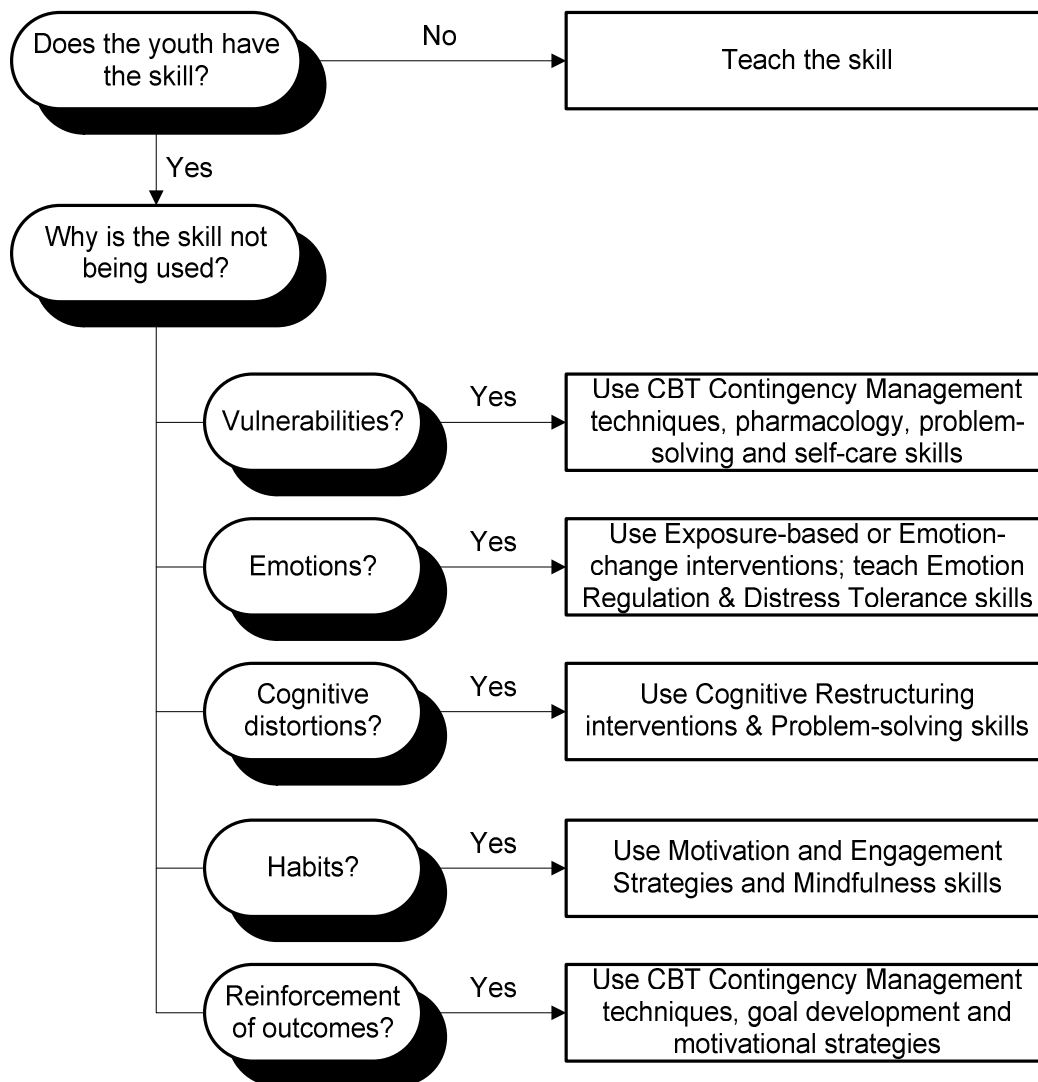 Does the youth have
the skill?
No
Teach the skill
Yes
Why is the skill not
being used?
Vulnerabilities?
Yes
Use CBT Contingency Management
techniques, pharmacology, problem-
solving and self-care skills
Emotions?
Yes
Use Exposure-based or Emotion-
change interventions; teach Emotion
Regulation & Distress Tolerance skills
Cognitive
distortions?
Yes
Use Cognitive Restructuring
interventions & Problem-solving skills
Habits?
Yes
Use Motivation and Engagement
Strategies and Mindfulness skills
Reinforcement
of outcomes?
Yes
Use CBT Contingency Management
techniques, goal development and
motivational strategies